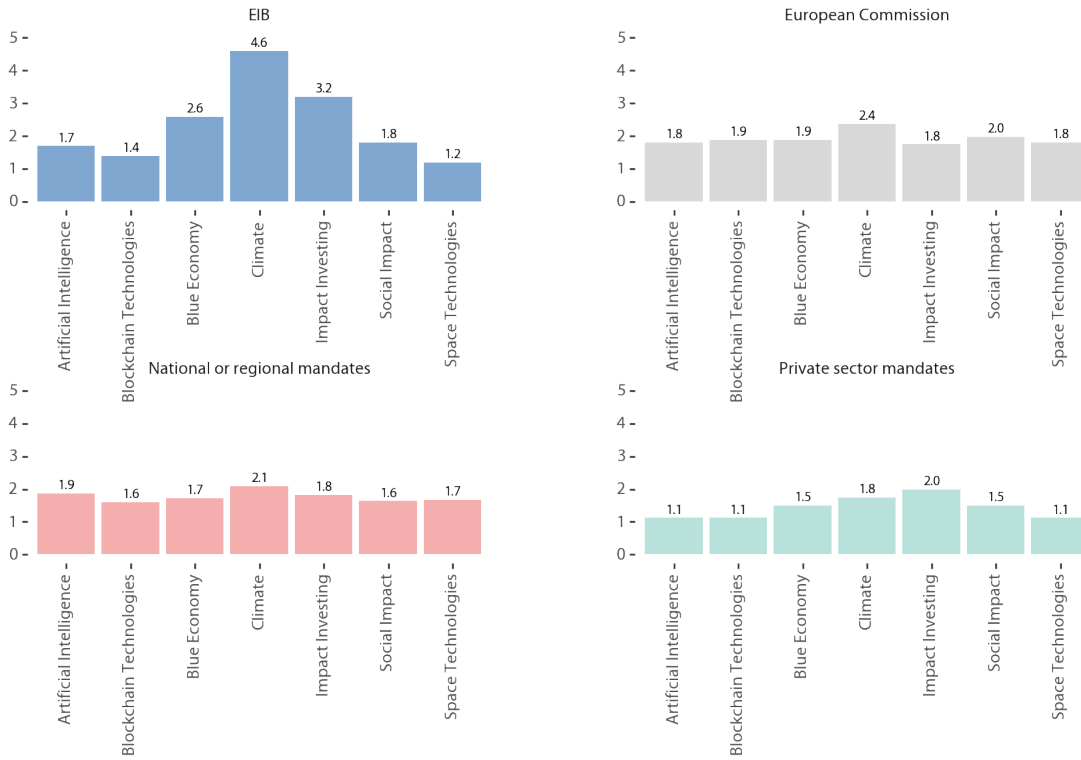 EIB
5
4
3
2
1
0
1.7
1.4
2.6
4.6
3.2
1.8
1.2
Artificial Intelligence
Blockchain Technologies
Blue Economy
Climate
Impact Investing
Social Impact
Space Technologies
European Commission
5
4
3
2
1
0
1.8
1.9
1.9
2.4
1.8
2.0
1.8
Artificial Intelligence
Blockchain Technologies
Blue Economy
Climate
Impact Investing
Social Impact
Space Technologies
National or regional mandates
5
4
3
2
1
0
1.9
1.6
1.7
2.1
1.8
1.6
1.7
Artificial Intelligence
Blockchain Technologies
Blue Economy
Climate
Impact Investing
Social Impact
Space Technologies
Private sector mandates
5
4
3
2
1
0
1.1
1.1
1.5
1.8
2.0
1.5
1.1
Artificial Intelligence
Blockchain Technologies
Blue Economy
Climate
Impact Investing
Social Impact
Space Technologies